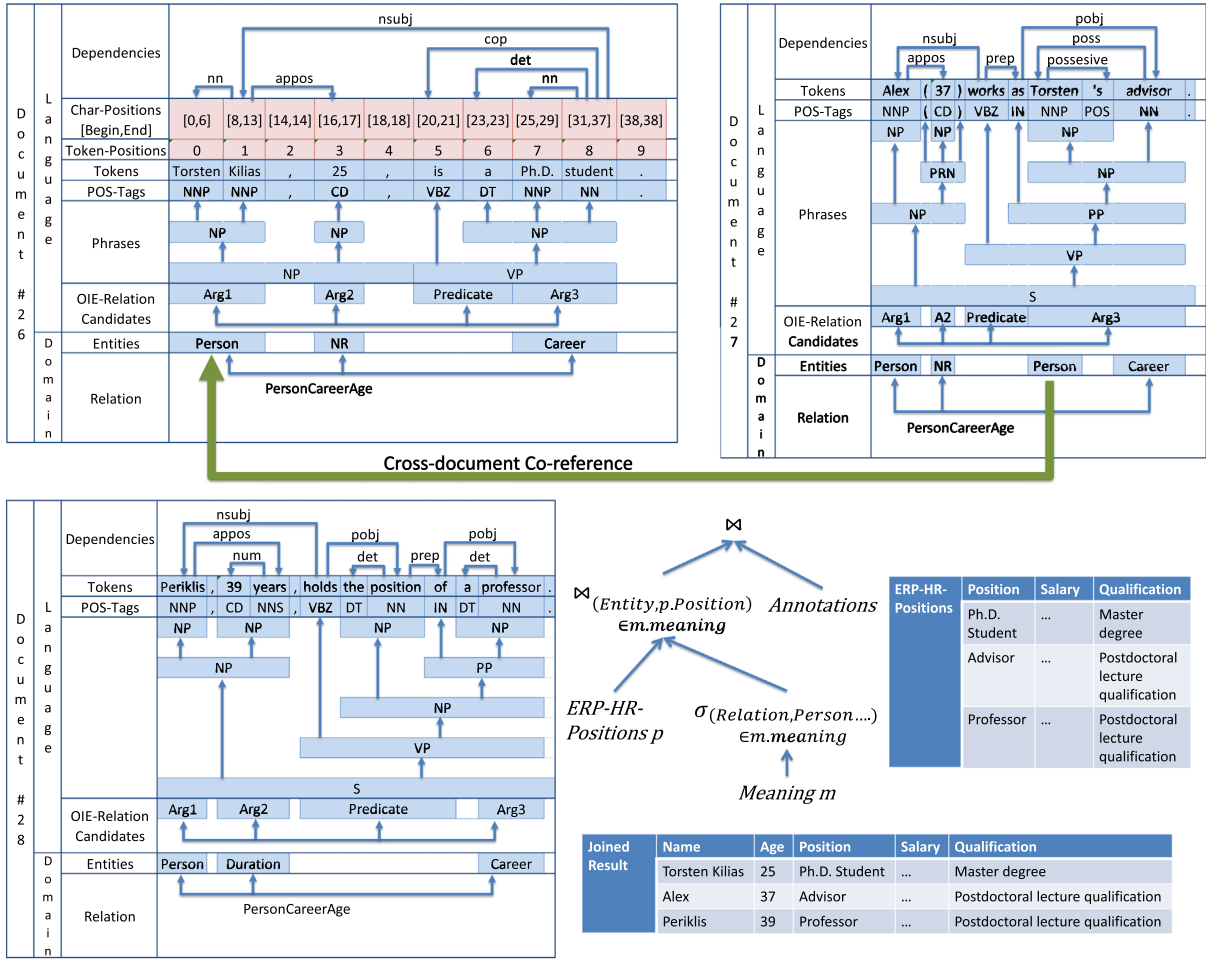 Document #26
Language
Domain
Dependencies
nsubj
cop
det
nn
appos
nn
Char-Positions [0,6] [8,13] [14,14] [16,17] [18,18] [20,21] [23,23] [25,29] [31,37] [38,38]
[Begin,End]
Token-Positions 0 1 2 3 4 5 6 7 8 9
Tokens Torsten Kilias , 25 , is a Ph.D. student .
POS-Tags NNP NNP , CD , VBZ DT NNP NN .
Phrases
NP NP NP
NP VP
OIE-Relation Arg1 Arg2 Predicate Arg3
Candidates
Entities Person NR Career
PersonCareerAge
Relation
Document #27
Language
Domain
Dependencies
pobj
nsubj poss
appos prep possesive
Tokens Alex ( 37 ) works as Torsten 's advisor .
POS-Tags NNP ( CD ) VBZ IN NNP POS NN .
NP NP NP
PRN NP
Phrases NP PP
VP
S
OIE-Relation Arg1 A2 Predicate Arg3
Candidates
Entities Person NR Person Career
Relation
PersonCareerAge
Cross-document Co-reference
Document #28
Language
Domain
Dependencies
nsubj
appos pobj pobj
num det prep det
Tokens Periklis , 39 years , holds the position of a professor .
POS-Tags NNP , CD NNS , VBZ DT NN IN DT NN .
NP NP NP NP
NP PP
NP
VP
S
OIE-Relation Arg1 Arg2 Predicate Arg3
Candidates
Entities Person Duration Career
PersonCareerAge
Relation
⋈
⋈(Entity,p.Position) Annotations
∈m.meaning
ERP-HR- σ(Relation,Person….)
Positions p ∈m.meaning
Meaning m
ERP-HR- Position Salary Qualification
Positions
Ph.D. … Master
Student degree
Advisor … Postdoctoral
lecture
qualification
Professor … Postdoctoral
lecture
qualification
Joined Name Age Position Salary Qualification
Result
Torsten Kilias 25 Ph.D. Student … Master degree
Alex 37 Advisor … Postdoctoral lecture qualification
Periklis 39 Professor … Postdoctoral lecture qualification